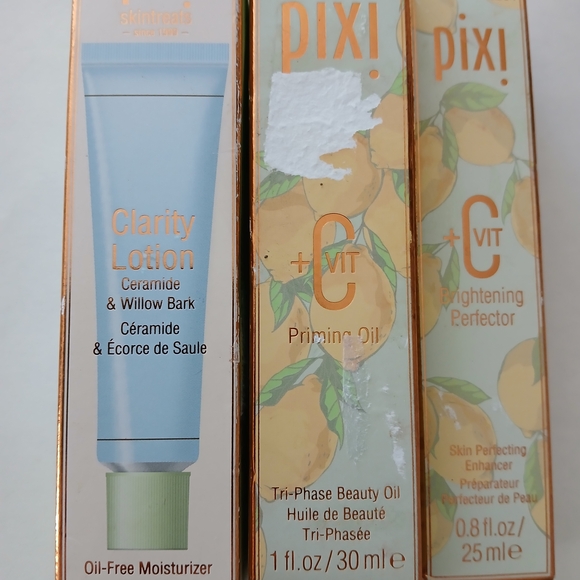 skintreats
Clarity
Lotion
Ceramide
& Willow Bark
Céramide
& Écorce de Saule
Oil-Free Moisturizer
pixi
+C VIT
Priming Oil
Tri-Phase Beauty Oil
Huile de Beauté
Tri-Phasée
1 fl.oz/30 ml e
pixi
+C VIT
Brightening
Perfector
Skin Perfecting
Enhancer
Préparateur
Perfecteur de Peau
0.8 fl.oz/
25 ml e